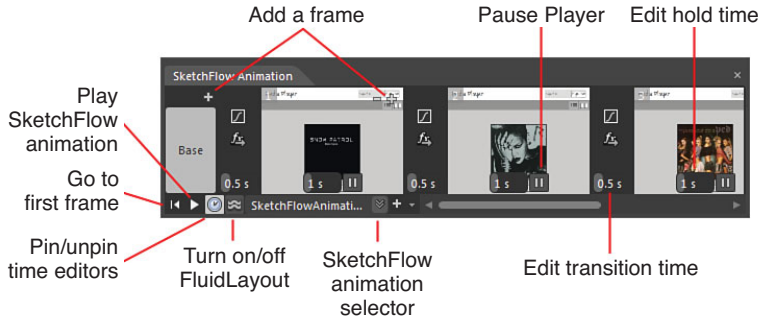 Add a frame
Pause Player
Edit hold time
SketchFlow Animation
Play
SketchFlow
animation
Go to
first frame
Pin/unpin
time editors
Base
0.5 s
1 s
0.5 s
1 s
0.5 s
1 s
SNOW PATROL
SketchFlowAnimati...
Turn on/off
FluidLayout
SketchFlow
animation
selector
Edit transition time